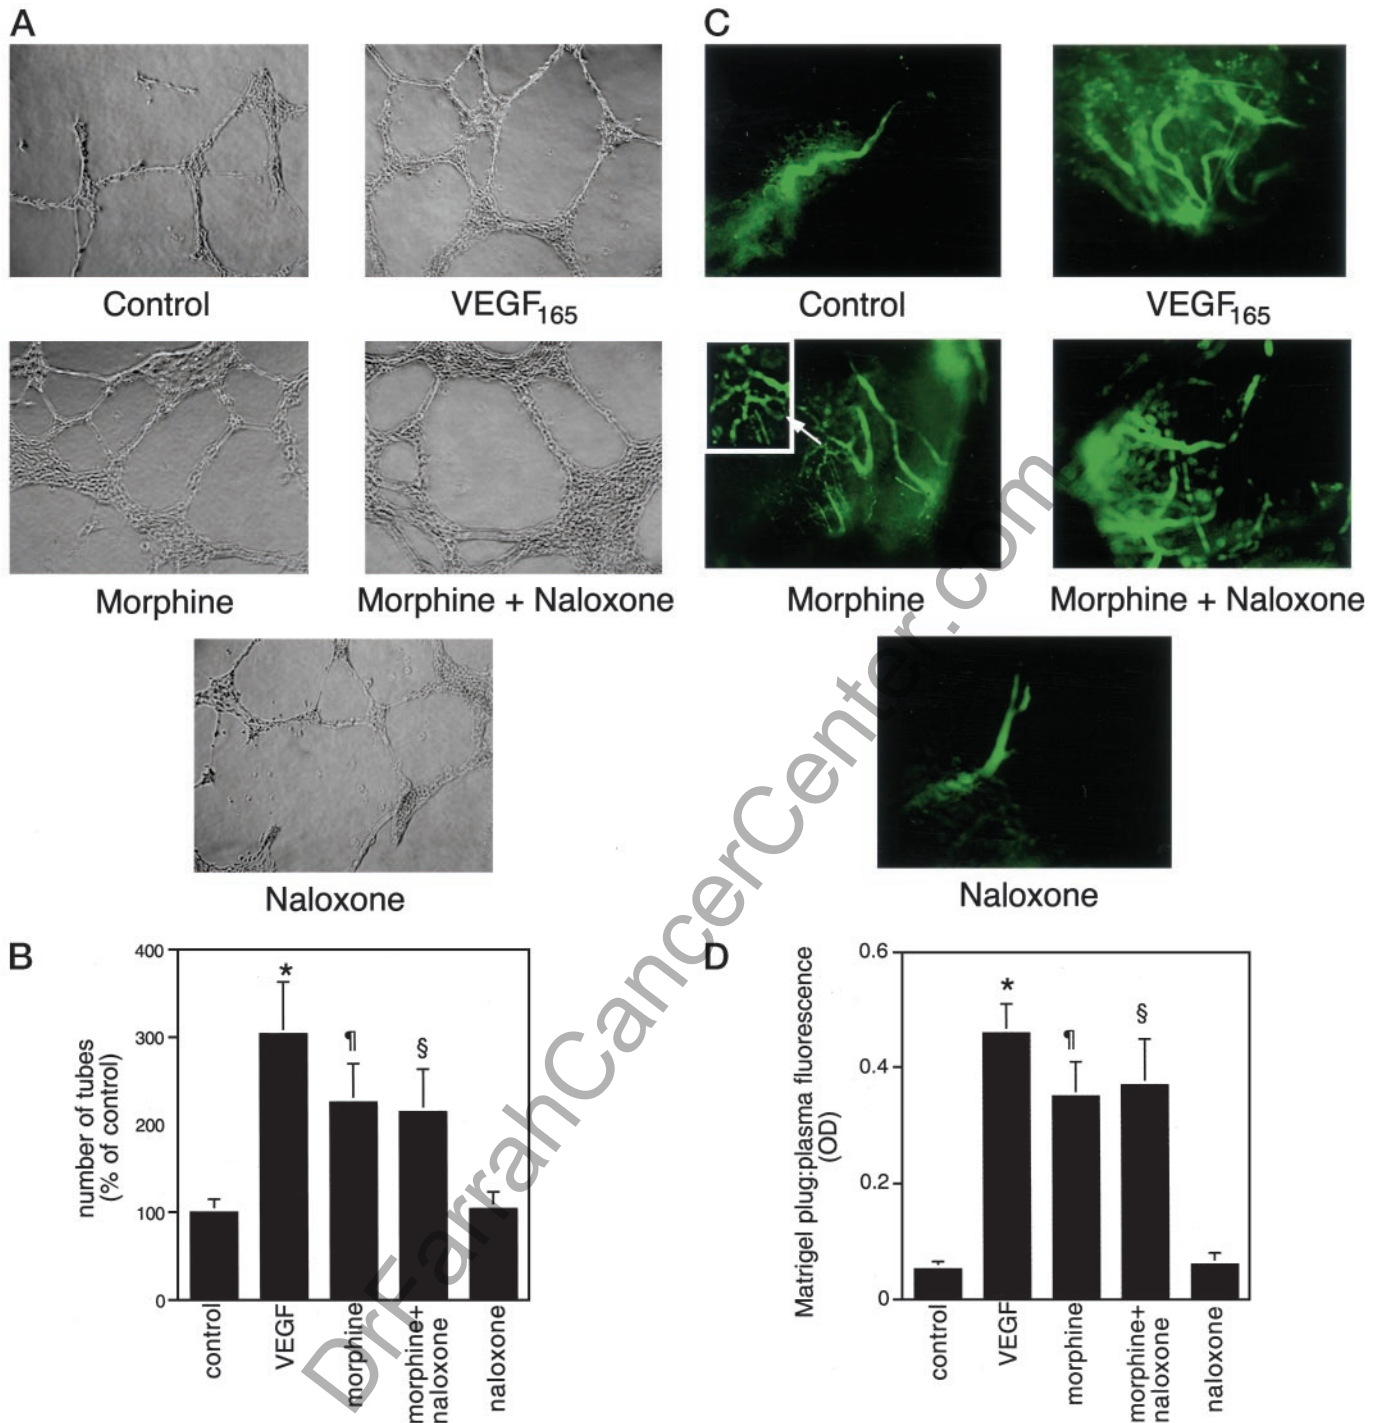 A
C
Control
VEGF165
Control
VEGF165
Morphine
Morphine + Naloxone
Morphine
Morphine + Naloxone
Naloxone
Naloxone
B
number of tubes
(% of control)
400
300
200
100
0
*
¶
§
control
VEGF
morphine
morphine+
naloxone
naloxone
D
Matrigel plug:plasma fluorescence
(OD)
0.6
0.4
0.2
0
*
¶
§
control
VEGF
morphine
morphine+
naloxone
naloxone
DrFarrahCancerCenter.com